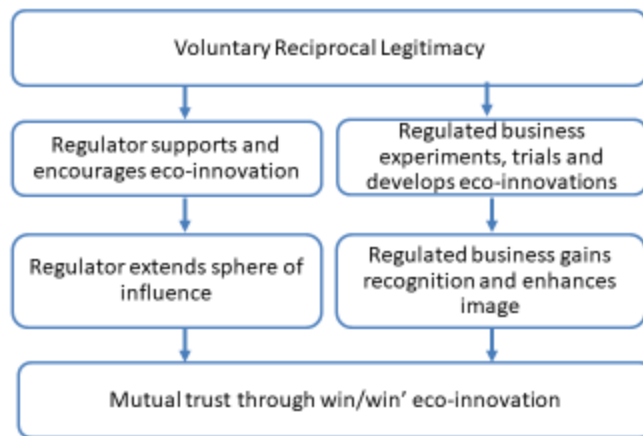 Voluntary Reciprocal Legitimacy
Regulator supports and
encourages eco-innovation
Regulated business
experiments, trials and
develops eco-innovations
Regulator extends sphere of
influence
Regulated business gains
recognition and enhances
image
Mutual trust through win/win’ eco-innovation